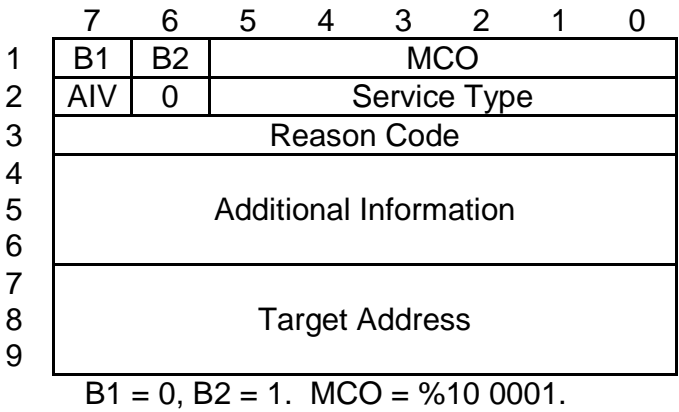 7 6 5 4 3 2 1 0
1 B1 B2 MCO
2 AIV 0 Service Type
3 Reason Code
4
5 Additional Information
6
7
8 Target Address
9
B1 = 0, B2 = 1. MCO = %10 0001.